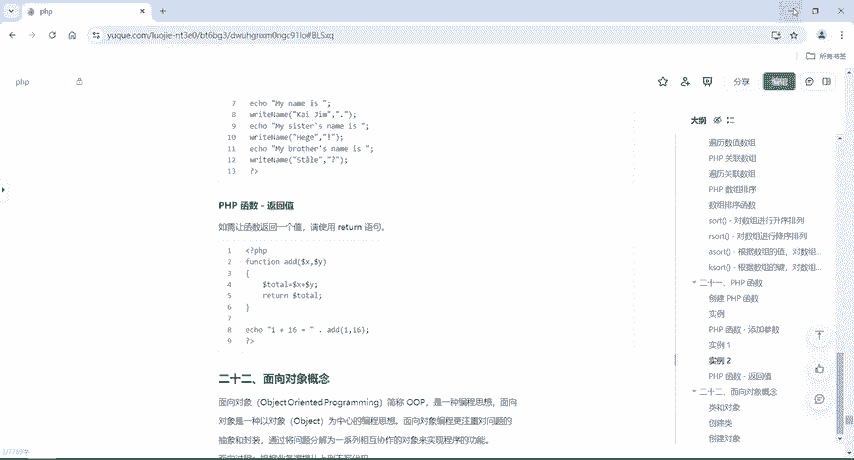 php
yuque.com/luojie-nt3e0/bt6bg3/dwuhgnxm0ngc91lo#BLSxq
所有书签
php
分享
编辑
7 echo "My name is ";
8 writeName("Kai Jim",".");
9 echo "My sister's name is ";
10 writeName("Hege","!");
11 echo "My brother's name is ";
12 writeName("Ståle","?");
13 ?>
PHP 函数 - 返回值
如需让函数返回一个值，请使用 return 语句。
1 <?php
2 function add($x,$y)
3 {
4 $total=$x+$y;
5 return $total;
6 }
7
8 echo "1 + 16 = " . add(1,16);
9 ?>
二十二、面向对象概念
面向对象（Object Oriented Programming）简称 OOP，是一种编程思想，面向
对象是一种以对象（Object）为中心的编程思想。面向对象编程更注重对问题的
抽象和封装，通过将问题分解为一系列相互协作的对象来实现程序的功能。
大纲
遍历数值数组
PHP 关联数组
遍历关联数组
PHP 数组排序
数组排序函数
sort() - 对数组进行升序排列
rsort() - 对数组进行降序排列
asort() - 根据数组的值，对数组...
ksort() - 根据数组的键，对数组...
二十一、PHP 函数
创建 PHP 函数
实例
PHP 函数 - 添加参数
实例 1
实例 2
PHP 函数 - 返回值
二十二、面向对象概念
类和对象
创建类
创建对象